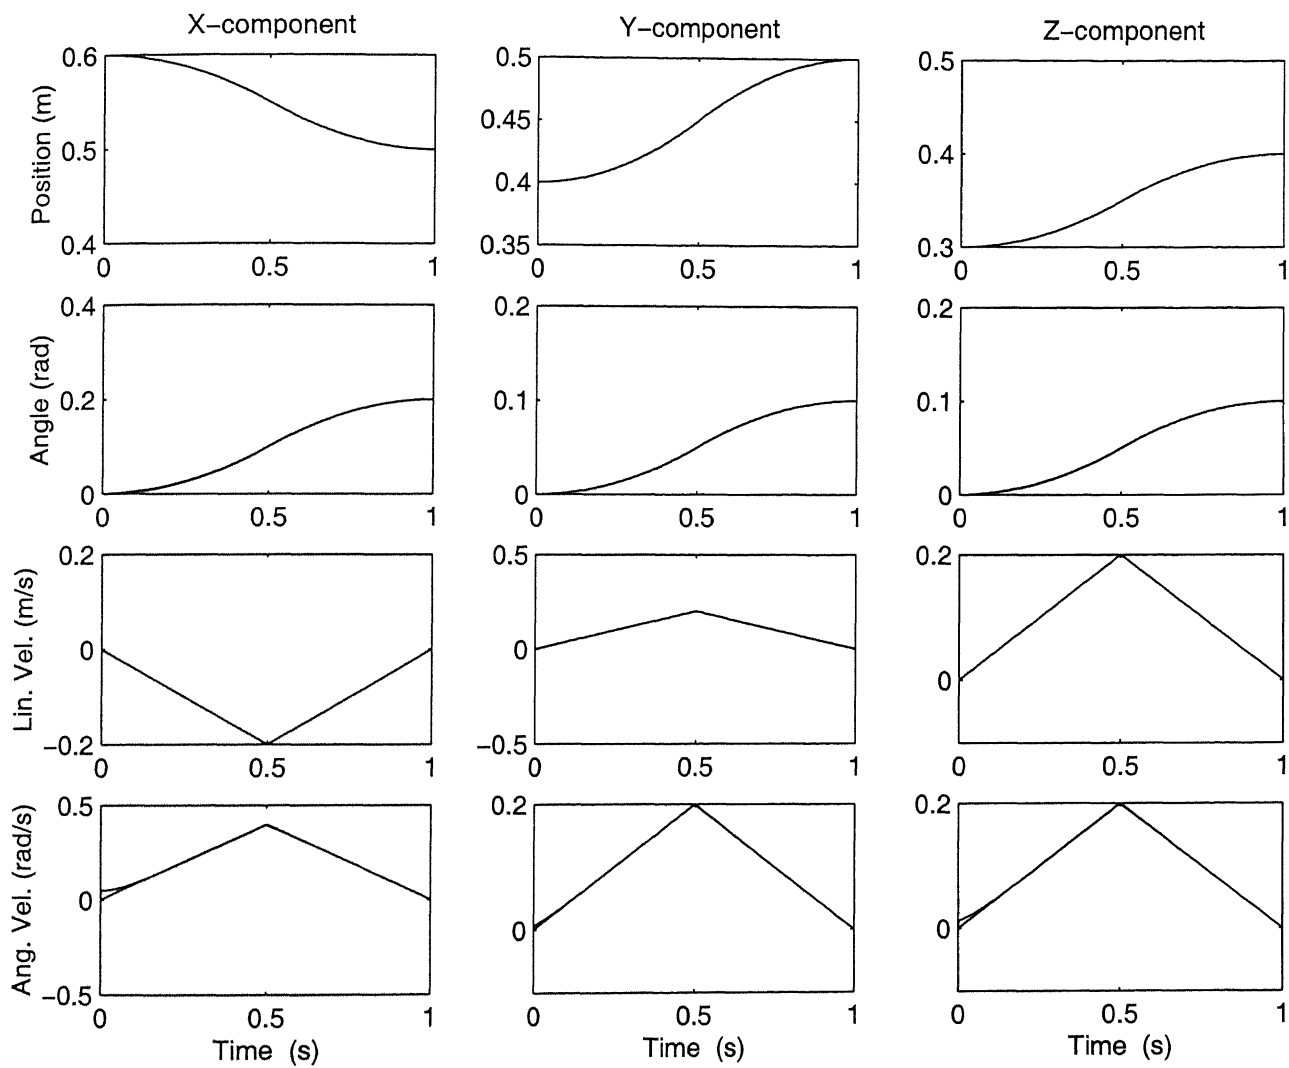 X−component Y−component Z−component
Position (m)
0.6
0.5
0.4
0 0.5 1
0.5
0.45
0.4
0.35
0 0.5 1
0.5
0.4
0.3
0 0.5 1
Angle (rad)
0.4
0.2
0
0 0.5 1
0.2
0.1
0
0 0.5 1
0.2
0.1
0
0 0.5 1
Lin. Vel. (m/s)
0.2
0
−0.2
0 0.5 1
0.5
0
−0.5
0 0.5 1
0.2
0
0 0.5 1
Ang. Vel. (rad/s)
0.5
0
−0.5
0 0.5 1
Time (s)
0.2
0
0 0.5 1
Time (s)
0.2
0
0 0.5 1
Time (s)